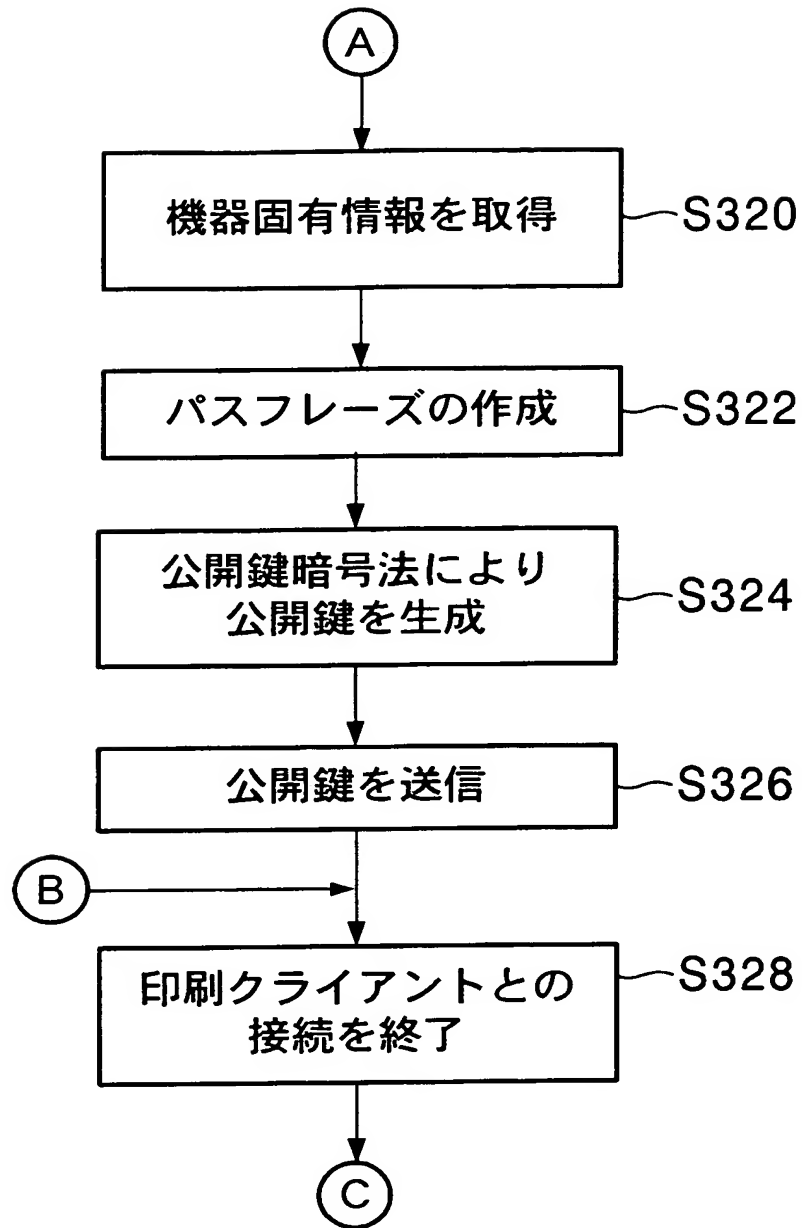 A
機器固有情報を取得
S320
パスフレーズの作成
S322
公開鍵暗号法により
公開鍵を生成
S324
公開鍵を送信
S326
B
印刷クライアントとの
接続を終了
S328
C